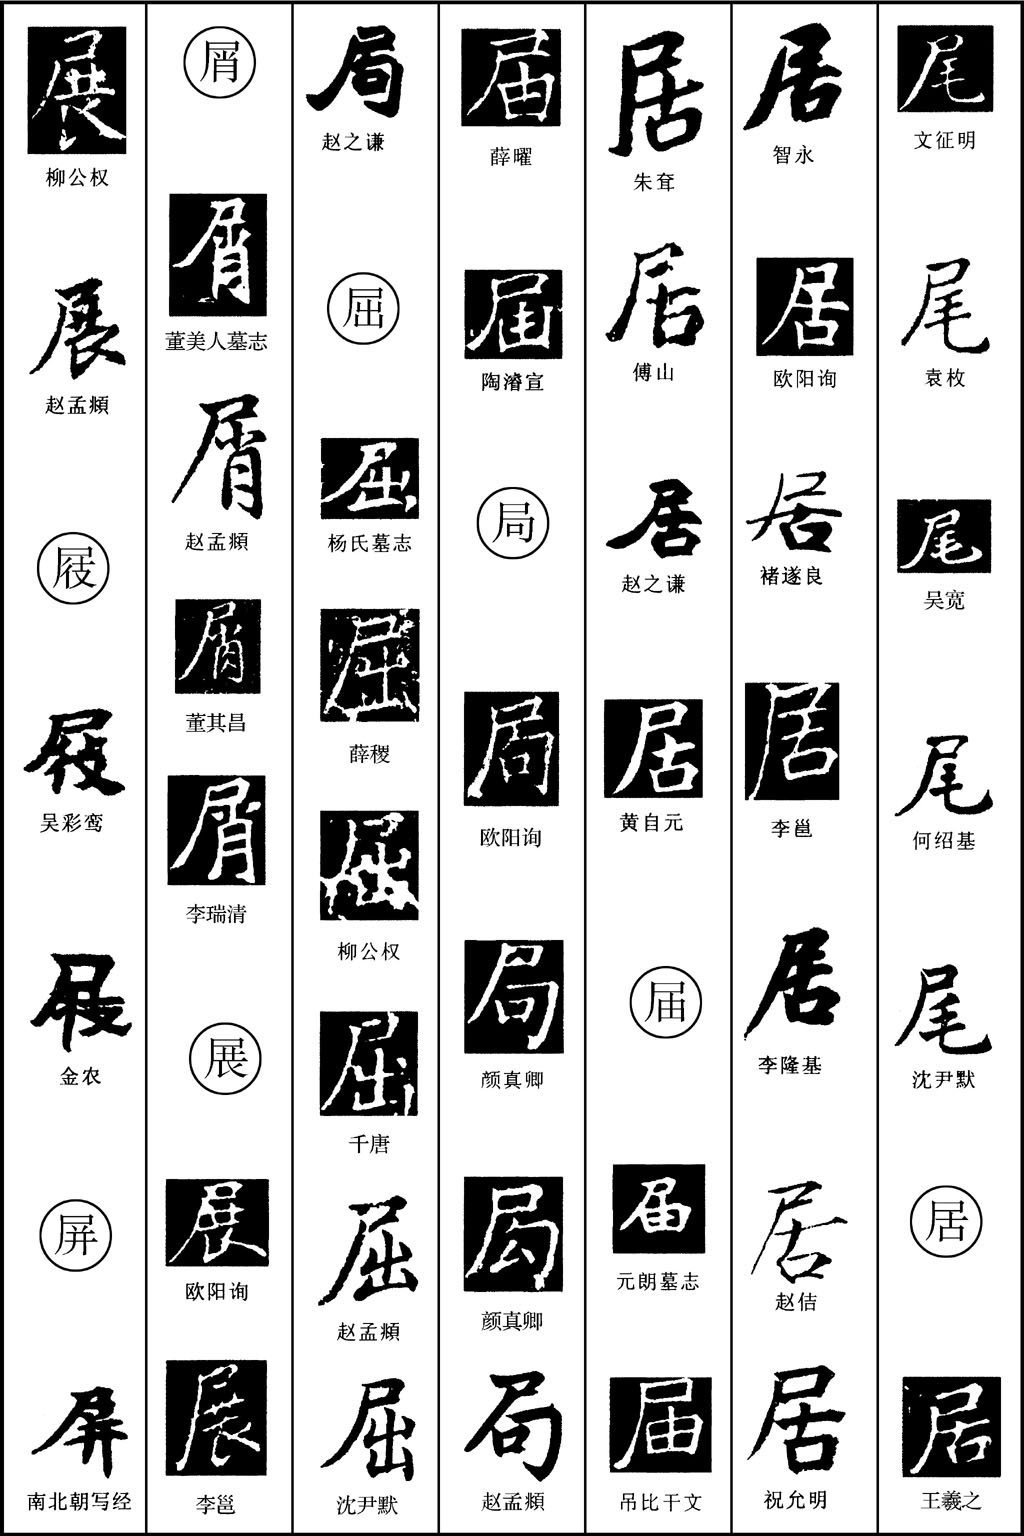 尾
文征明
尾
袁枚
尾
吴宽
尾
何绍基
尾
沈尹默
居
居
王羲之
居
智永
居
欧阳询
居
褚遂良
居
李邕
居
李隆基
居
赵佶
居
祝允明
居
朱耷
居
傅山
居
赵之谦
居
黄自元
届
届
元朗墓志
届
吊比干文
届
薛曜
届
陶濬宣
局
局
欧阳询
局
颜真卿
局
颜真卿
局
赵孟頫
局
赵之谦
屈
屈
杨氏墓志
屈
薛稷
屈
柳公权
屈
千唐
屈
赵孟頫
屈
沈尹默
屑
屑
董美人墓志
屑
赵孟頫
屑
董其昌
屑
李瑞清
展
展
欧阳询
展
李邕
展
柳公权
展
赵孟頫
屐
屐
吴彩鸾
屐
金农
屏
屏
南北朝写经